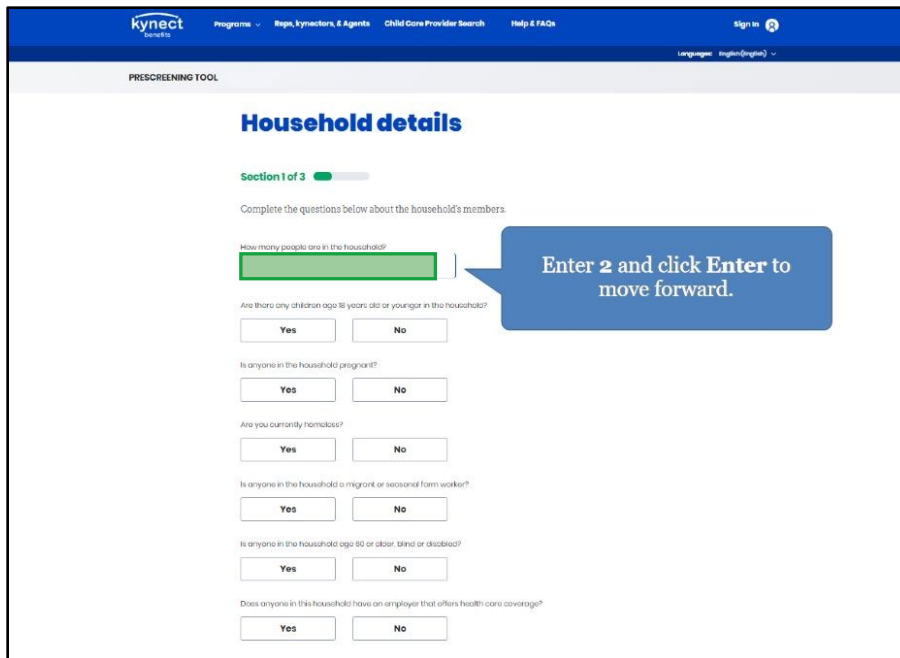 kynect
benefits
Programs
Reps, kynectors, & Agents
Child Care Provider Search
Help & FAQs
Sign In
Languages: English (English)
PRESCREENING TOOL
Household details
Section 1 of 3
Complete the questions below about the household's members.
How many people are in the household?
Enter 2 and click Enter to
move forward.
Are there any children age 18 years old or younger in the household?
Yes No
Is anyone in the household pregnant?
Yes No
Are you currently homeless?
Yes No
Is anyone in the household a migrant or seasonal farm worker?
Yes No
Is anyone in the household age 60 or older, blind or disabled?
Yes No
Does anyone in this household have an employer that offers health care coverage?
Yes No